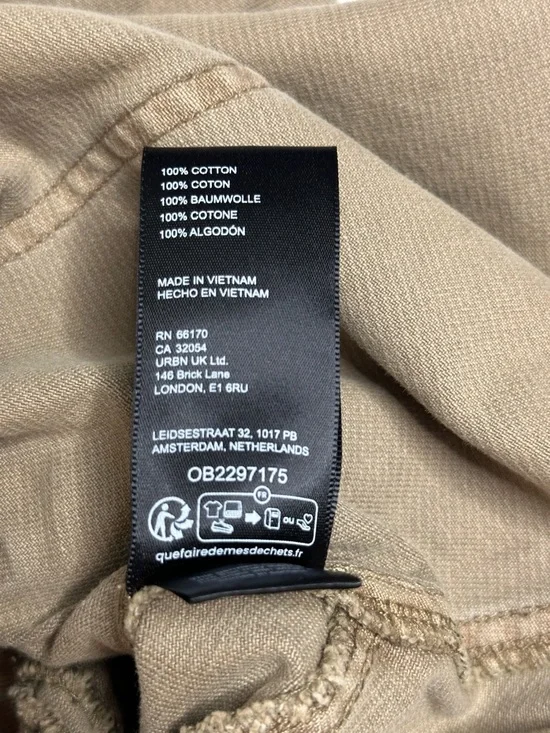 100% COTTON
100% COTON
100% BAUMWOLLE
100% COTONE
100% ALGODÓN
MADE IN VIETNAM
HECHO EN VIETNAM
RN 66170
CA 32054
URBN UK Ltd.
146 Brick Lane
LONDON, E1 6RU
LEIDSESTRAAT 32, 1017 PB
AMSTERDAM, NETHERLANDS
OB2297175
FR
OU
quefairedemesdechets.fr